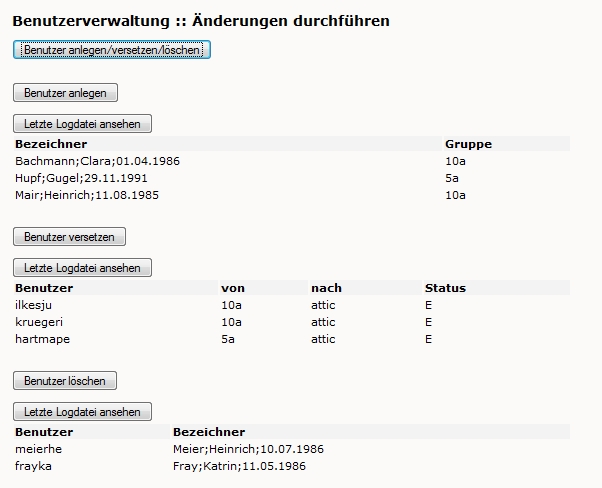 Benutzerverwaltung :: Änderungen durchführen
Benutzer anlegen/versetzen/löschen
Benutzer anlegen
Letzte Logdatei ansehen
Bezeichner Gruppe
Bachmann;Clara;01.04.1986 10a
Hupf;Gugel;29.11.1991 5a
Mair;Heinrich;11.08.1985 10a
Benutzer versetzen
Letzte Logdatei ansehen
Benutzer von nach Status
ilkesju 10a attic E
kruegeri 10a attic E
hartmape 5a attic E
Benutzer löschen
Letzte Logdatei ansehen
Benutzer Bezeichner
meierhe Meier;Heinrich;10.07.1986
frayka Fray;Katrin;11.05.1986